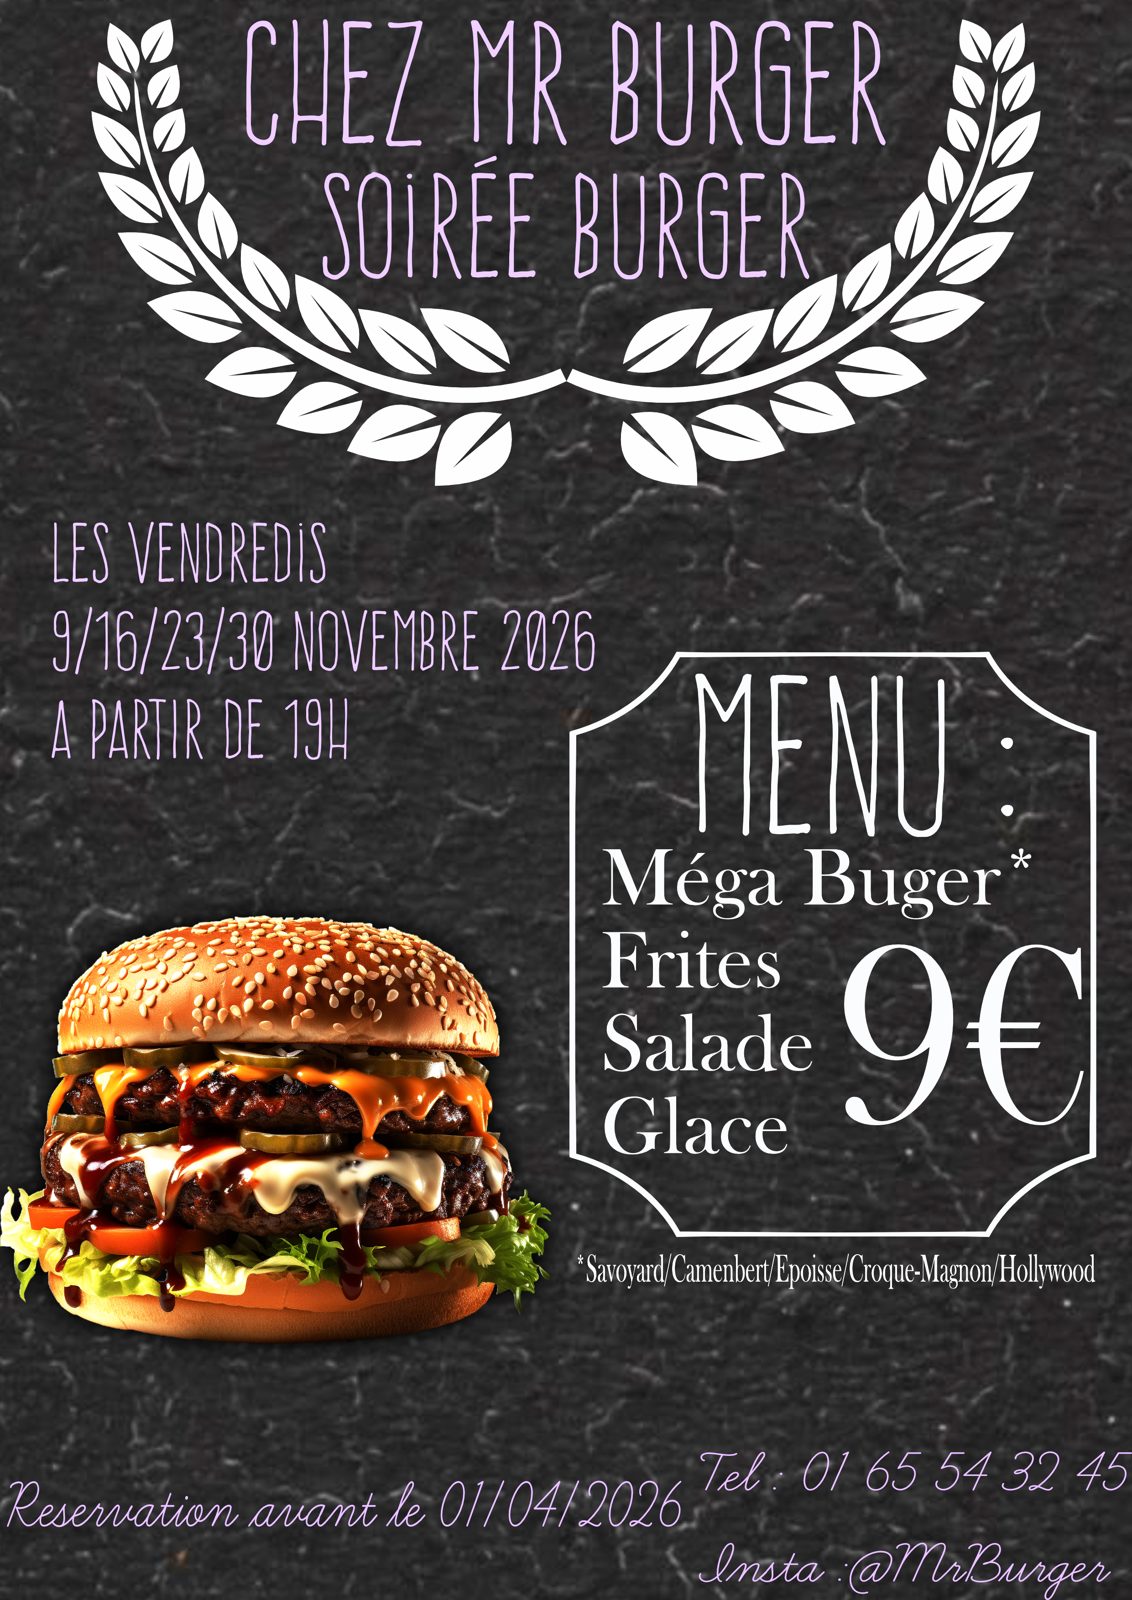 CHEZ MR BURGER
SOIRÉE BURGER
LES VENDREDIS
9/16/23/30 NOVEMBRE 2026
A PARTIR DE 19H
MENU :
Méga Buger*
Frites
Salade
Glace
9€
*Savoyard/Camenbert/Epoisse/Croque-Magnon/Hollywood
Tel : 01 65 54 32 45
Reservation avant le 01/04/2026
Insta :@MrBurger